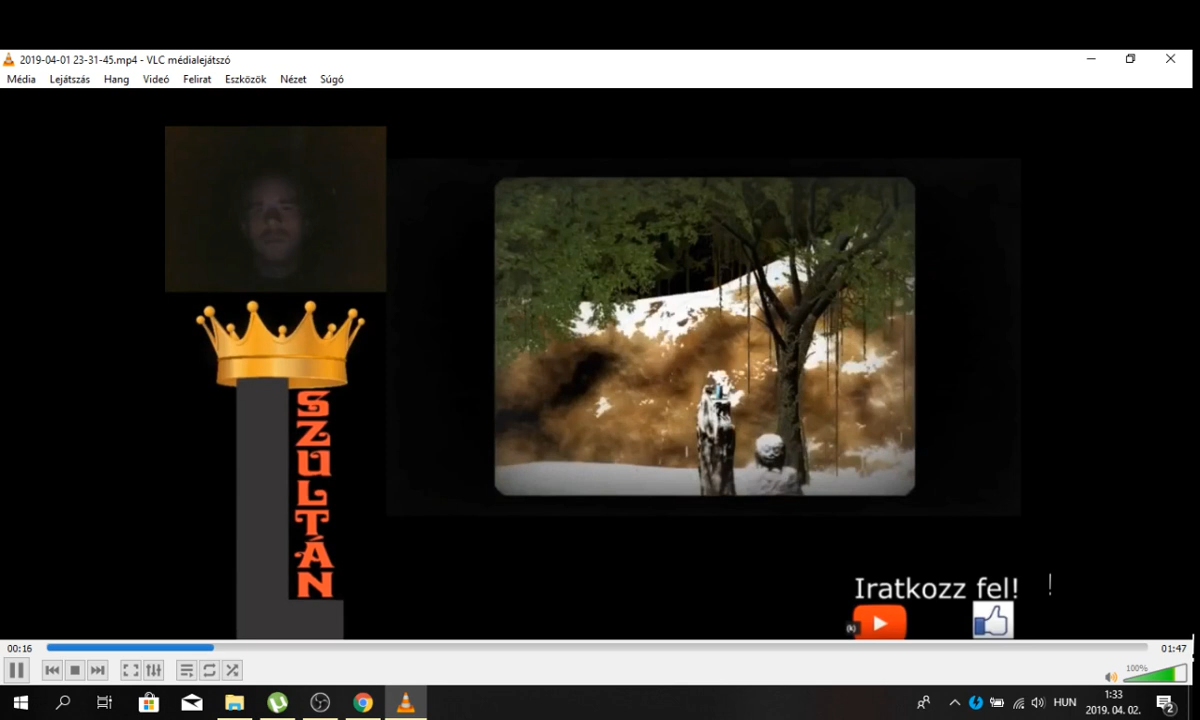 2019-04-01 23-31-45.mp4 - VLC médialejátszó
Média Lejátszás Hang Videó Felirat Eszközök Nézet Súgó
SZULTÁN
Iratkozz fel! !
00:16
01:47
100%
HUN
1:33
2019. 04. 02.
2